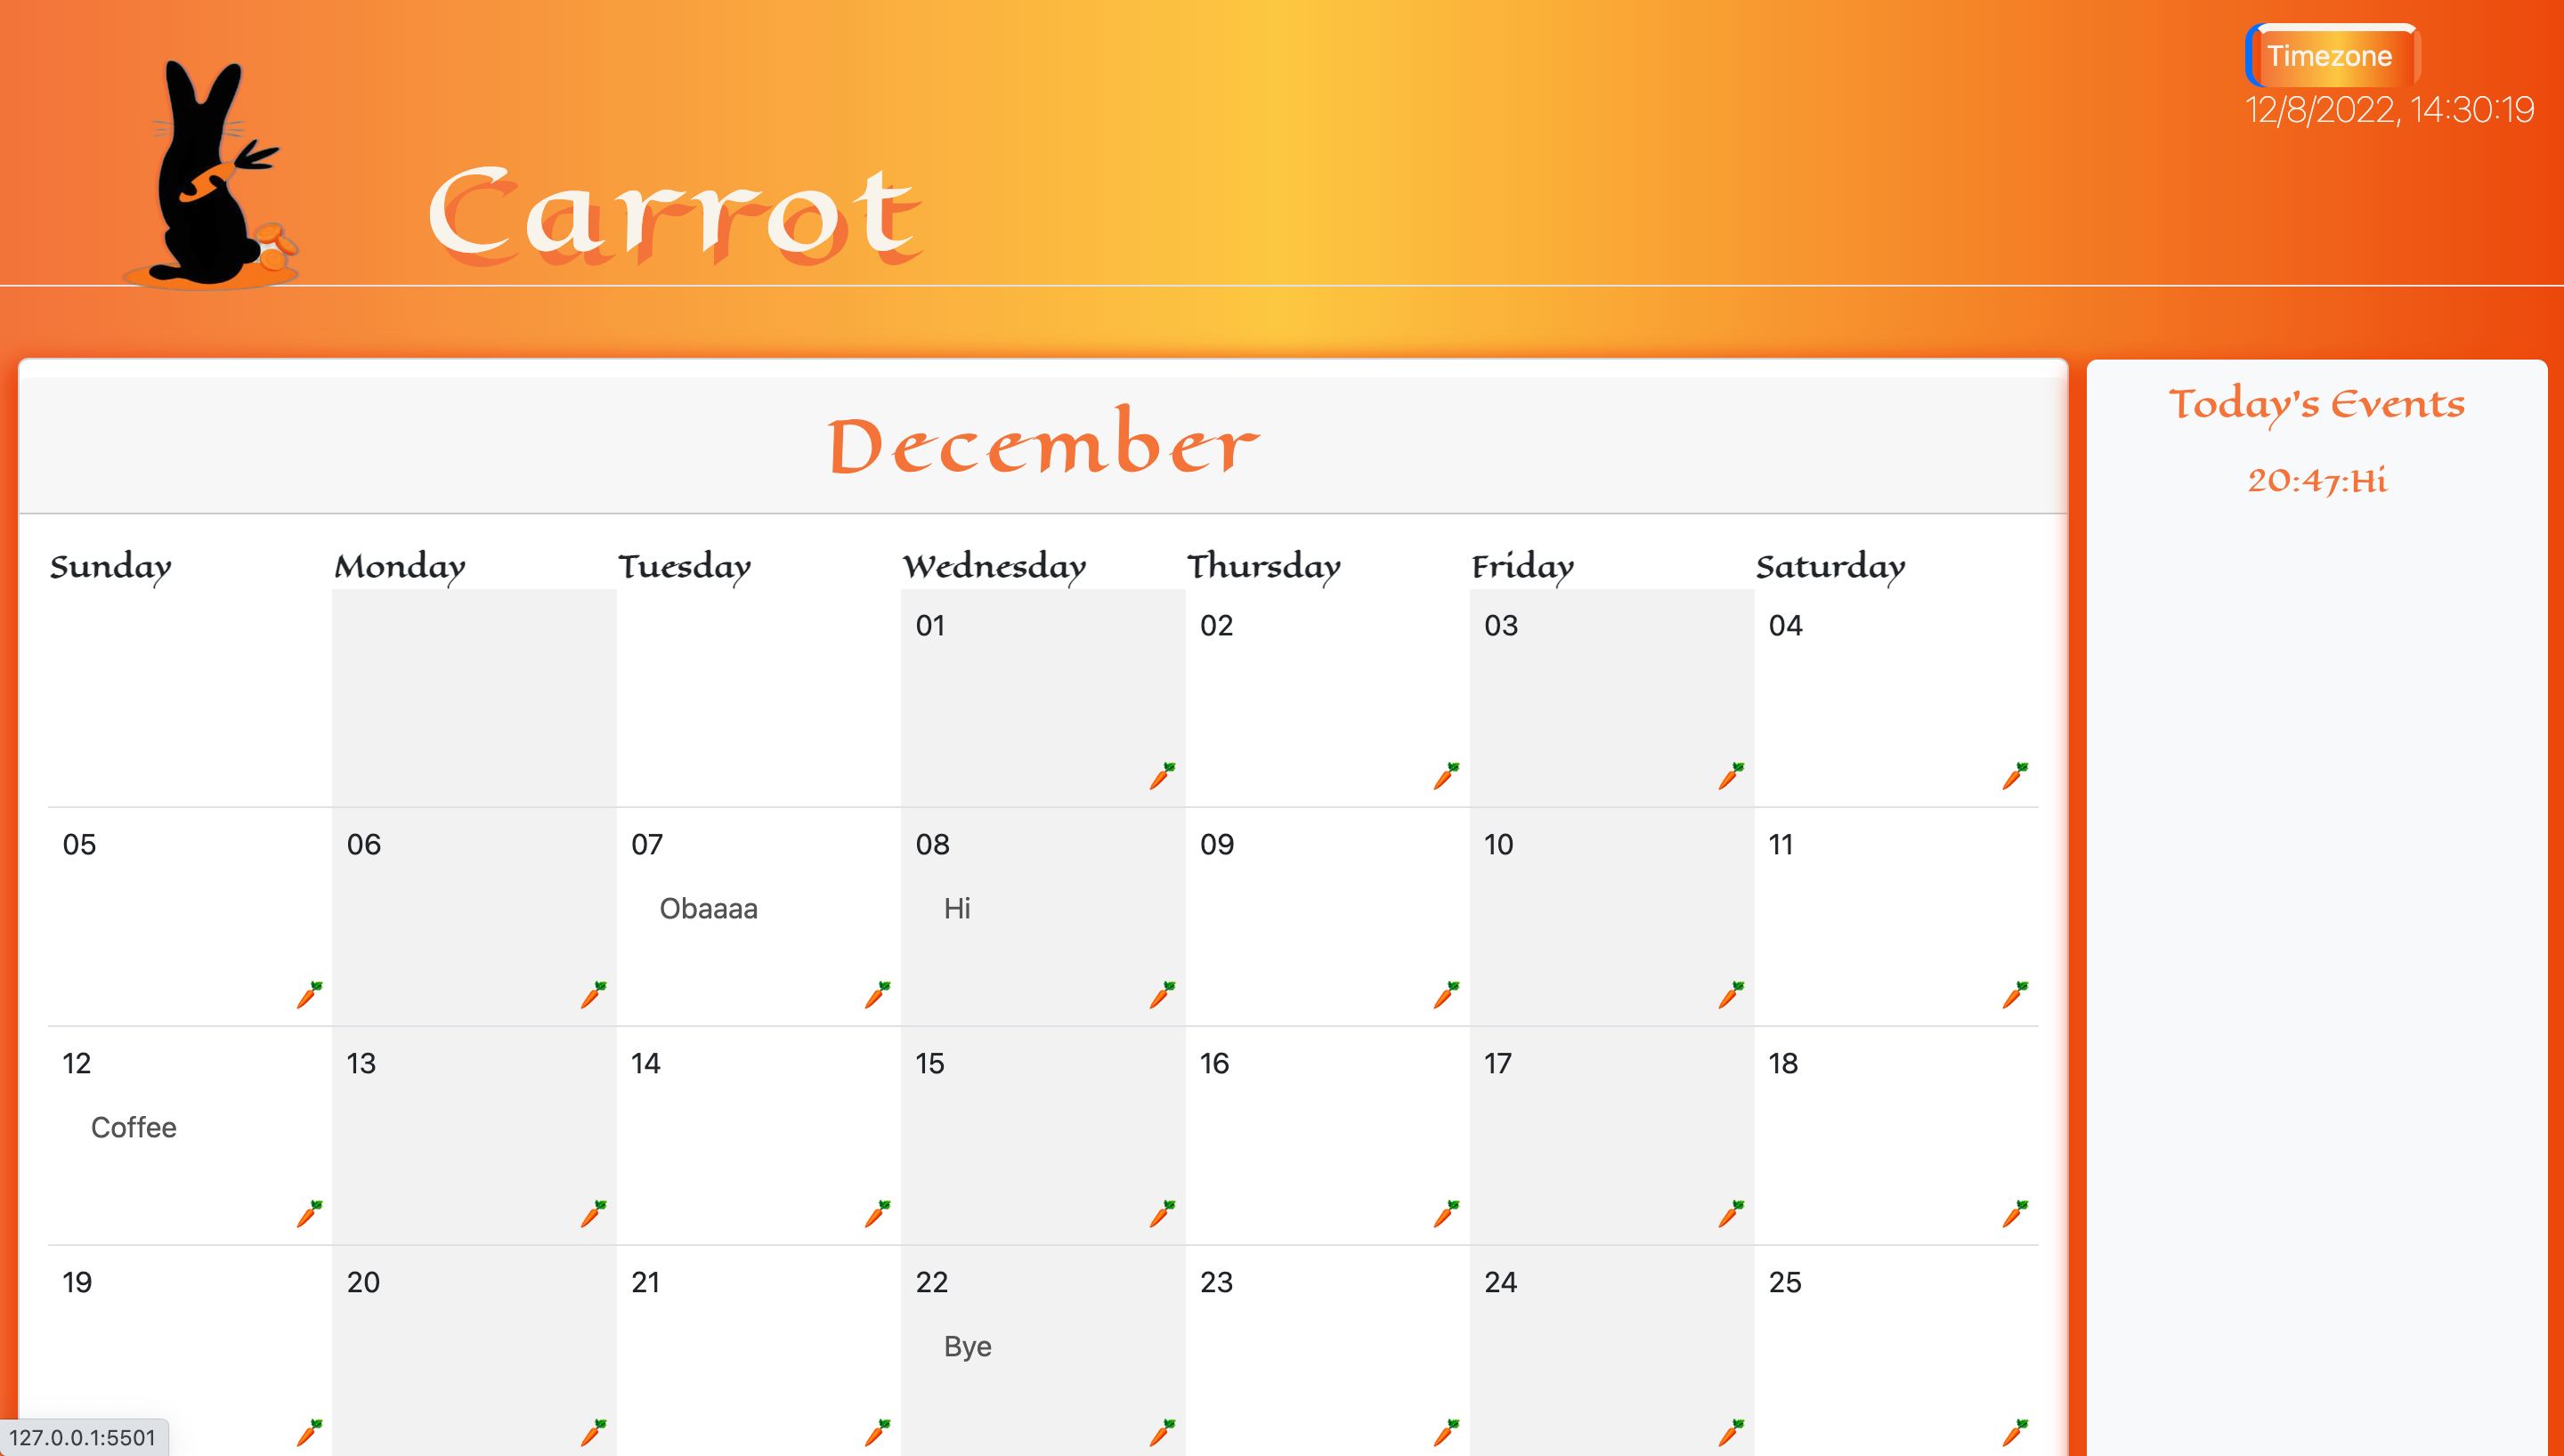 Timezone
12/8/2022, 14:30:19
Carrot
December
Sunday Monday Tuesday Wednesday Thursday Friday Saturday
01 02 03 04
05 06 07 08 09 10 11
Obaaaa Hi
12 13 14 15 16 17 18
Coffee
19 20 21 22 23 24 25
Bye
Today's Events
20:47:Hi
127.0.0.1:5501